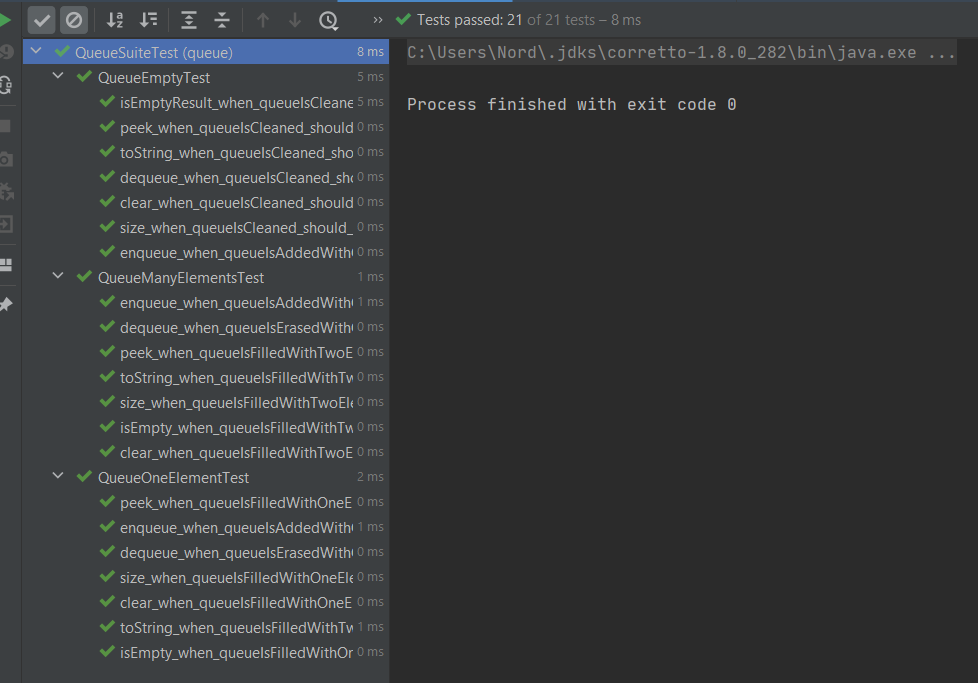 Tests passed: 21 of 21 tests – 8 ms
QueueSuiteTest (queue) 8 ms
QueueEmptyTest 5 ms
isEmptyResult_when_queueIsCleane 5 ms
peek_when_queueIsCleaned_should 0 ms
toString_when_queueIsCleaned_sho 0 ms
dequeue_when_queueIsCleaned_sho 0 ms
clear_when_queueIsCleaned_should 0 ms
size_when_queueIsCleaned_should_ 0 ms
enqueue_when_queueIsAddedWith 0 ms
QueueManyElementsTest 1 ms
enqueue_when_queueIsAddedWith 1 ms
dequeue_when_queueIsErasedWith 0 ms
peek_when_queueIsFilledWithTwoE 0 ms
toString_when_queueIsFilledWithTw 0 ms
size_when_queueIsFilledWithTwoEle 0 ms
isEmpty_when_queueIsFilledWithTw 0 ms
clear_when_queueIsFilledWithTwoE 0 ms
QueueOneElementTest 2 ms
peek_when_queueIsFilledWithOneE 0 ms
enqueue_when_queueIsAddedWith 1 ms
dequeue_when_queueIsErasedWith 0 ms
size_when_queueIsFilledWithOneEle 0 ms
clear_when_queueIsFilledWithOneE 0 ms
toString_when_queueIsFilledWithTw 1 ms
isEmpty_when_queueIsFilledWithOr 0 ms
C:\Users\Nord\.jdks\corretto-1.8.0_282\bin\java.exe ...
Process finished with exit code 0